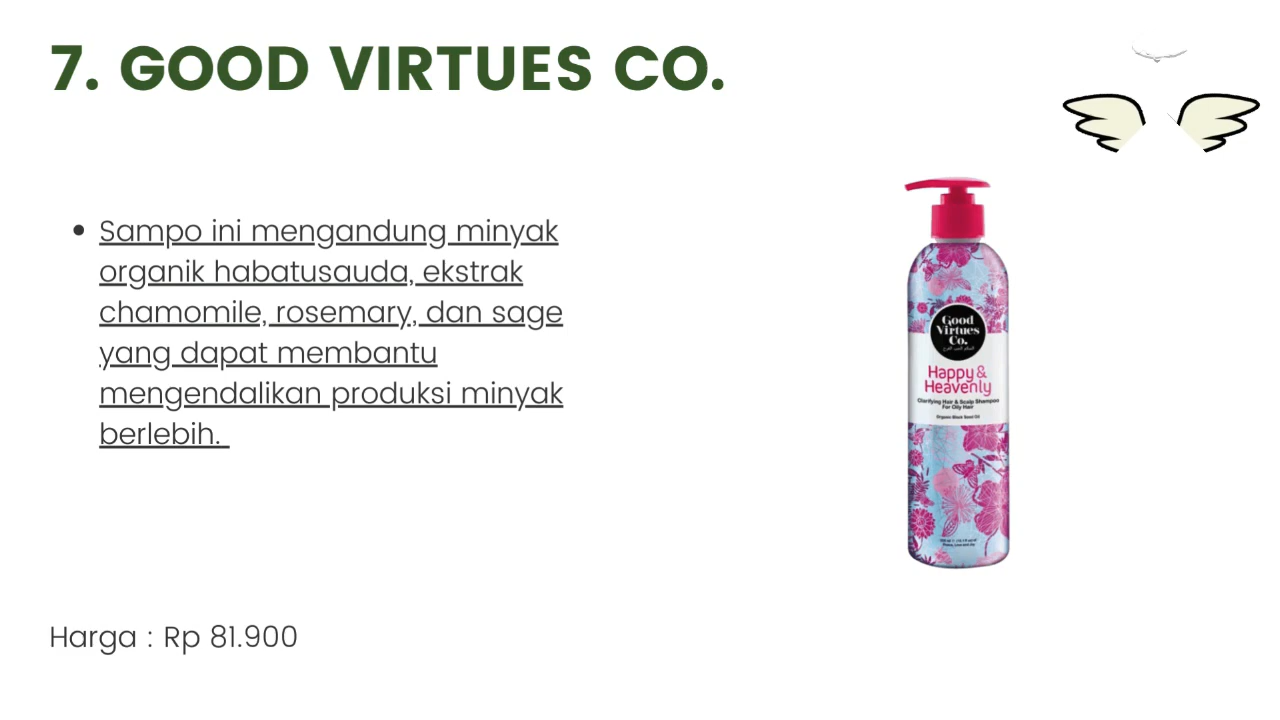 7. GOOD VIRTUES CO.
Sampo ini mengandung minyak
organik habatusauda, ekstrak
chamomile, rosemary, dan sage
yang dapat membantu
mengendalikan produksi minyak
berlebih.
Good
Virtues
Co.
Happy &
Heavenly
Clarifying Hair & Scalp Shampoo
For Oily Hair
Organic Black Seed Oil
Harga : Rp 81.900